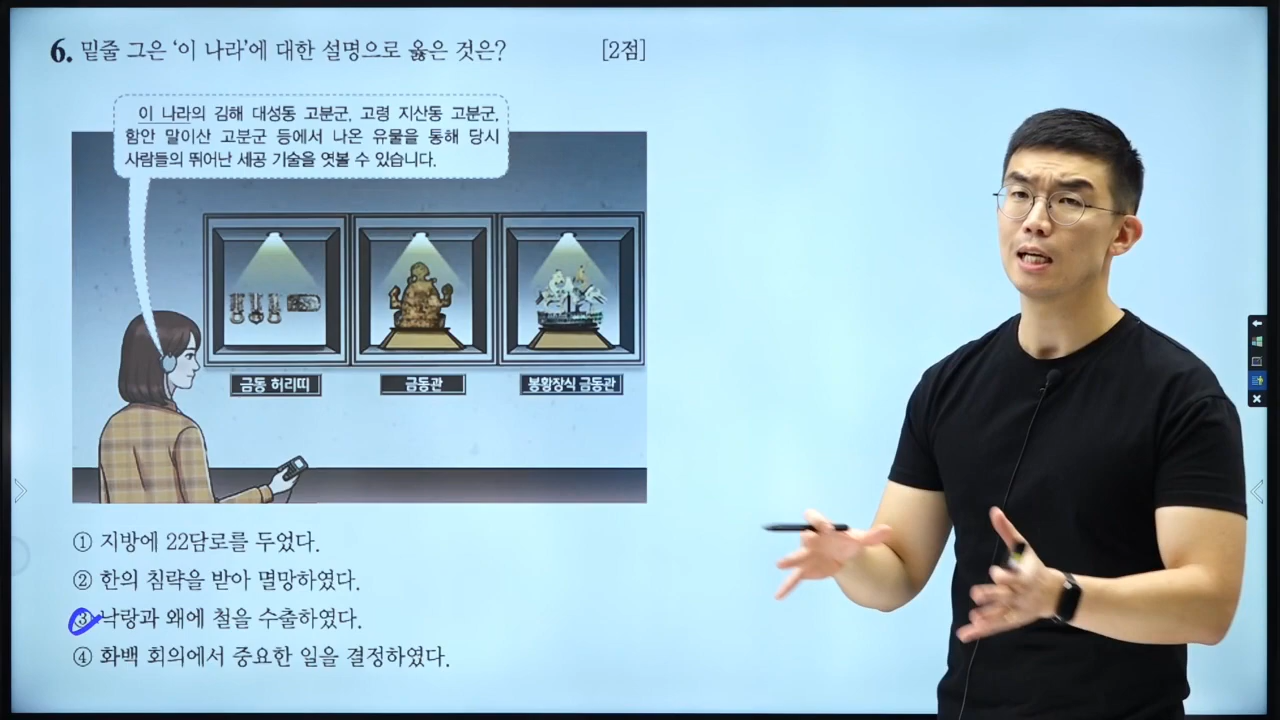 6. 밑줄 그은 ‘이 나라’에 대한 설명으로 옳은 것은? [2점]
이 나라의 김해 대성동 고분군, 고령 지산동 고분군,
함안 말이산 고분군 등에서 나온 유물을 통해 당시
사람들의 뛰어난 세공 기술을 엿볼 수 있습니다.
금동 허리띠
금동관
봉황장식 금동관
① 지방에 22담로를 두었다.
② 한의 침략을 받아 멸망하였다.
③ 낙랑과 왜에 철을 수출하였다.
④ 화백 회의에서 중요한 일을 결정하였다.